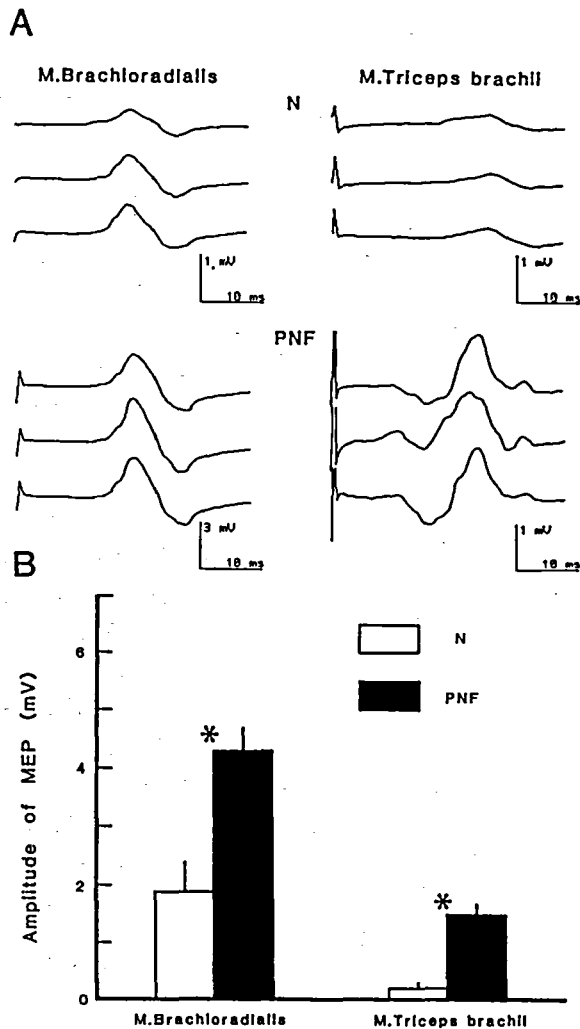 A
M.Brachioradialis
M.Triceps brachii
N
1 mV
10 ms
1 mV
10 ms
PNF
3 mV
10 ms
1 mV
10 ms
B
Amplitude of MEP (mV)
6
4
2
0
*
*
N
PNF
M.Brachioradialis
M.Triceps brachii